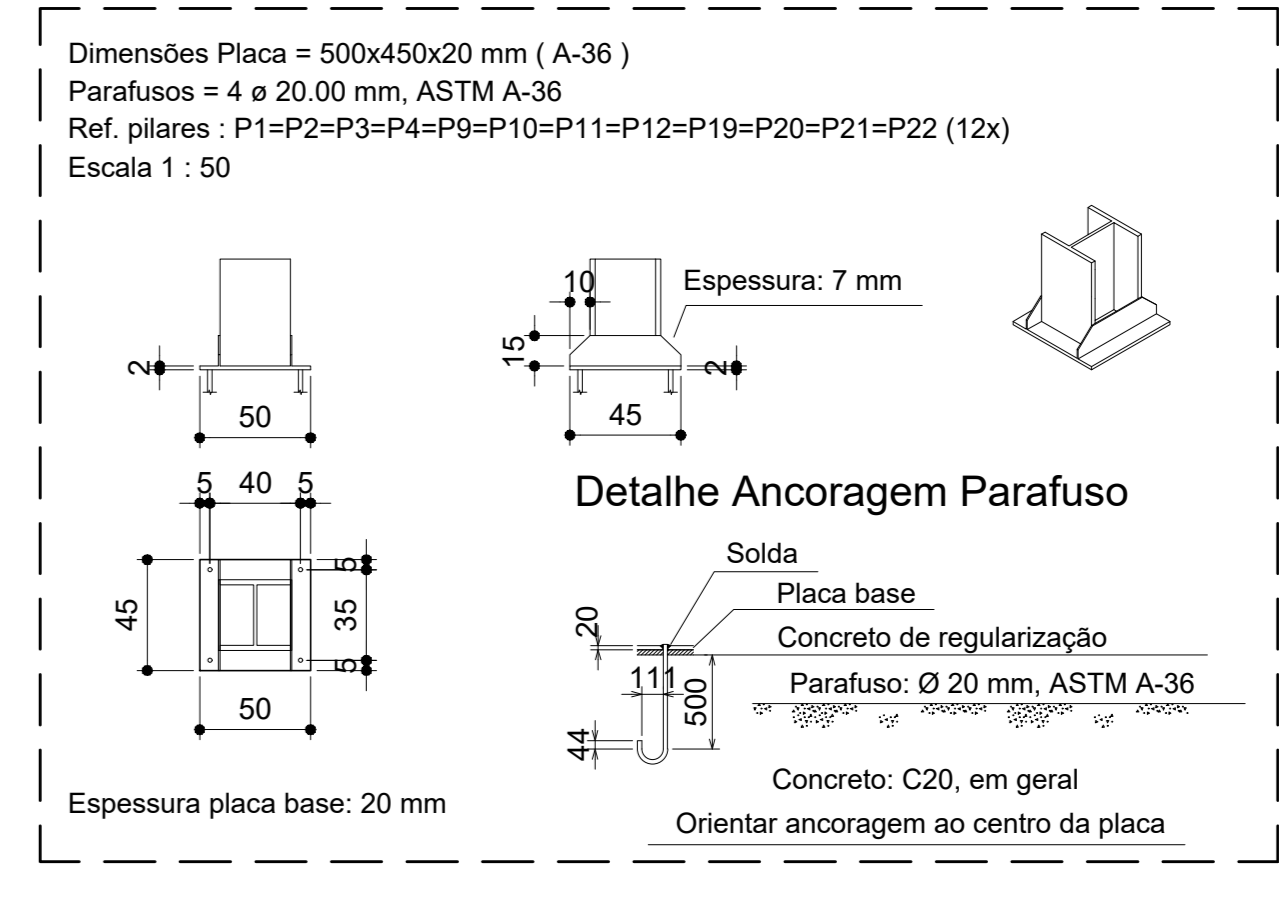 Dimensões Placa = 500x450x20 mm ( A-36 )
Parafusos = 4 ø 20.00 mm, ASTM A-36
Ref. pilares : P1=P2=P3=P4=P9=P10=P11=P12=P19=P20=P21=P22 (12x)
Escala 1 : 50
10
Espessura: 7 mm
15
2
2
50
45
5 40 5
Detalhe Ancoragem Parafuso
45
5
35
5
50
Solda
Placa base
20
Concreto de regularização
111
500
Parafuso: Ø 20 mm, ASTM A-36
44
Concreto: C20, em geral
Espessura placa base: 20 mm
Orientar ancoragem ao centro da placa